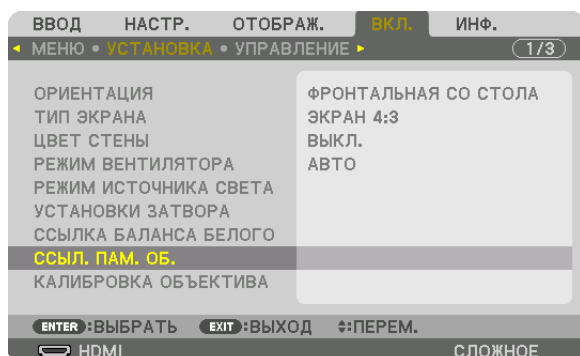 ВВОД НАСТР. ОТОБРАЖ. ВКЛ. ИНФ.
МЕНЮ • УСТАНОВКА • УПРАВЛЕНИЕ 1/3
ОРИЕНТАЦИЯ ФРОНТАЛЬНАЯ СО СТОЛА
ТИП ЭКРАНА ЭКРАН 4:3
ЦВЕТ СТЕНЫ ВЫКЛ.
РЕЖИМ ВЕНТИЛЯТОРА АВТО
РЕЖИМ ИСТОЧНИКА СВЕТА
УСТАНОВКИ ЗАТВОРА
ССЫЛКА БАЛАНСА БЕЛОГО
ССЫЛ. ПАМ. ОБ.
КАЛИБРОВКА ОБЪЕКТИВА
ENTER :ВЫБРАТЬ EXIT :ВЫХОД :ПЕРЕМ.
HDMI СЛОЖНОЕ